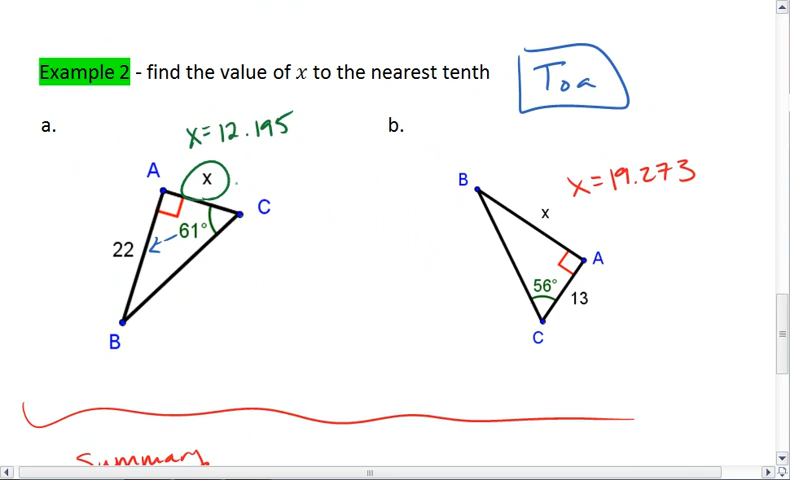 Example 2 - find the value of x to the nearest tenth
Toa
a.
x=12.195
b.
A
x
C
61°
22
B
x=19.273
B
x
A
56°
13
C
Summary